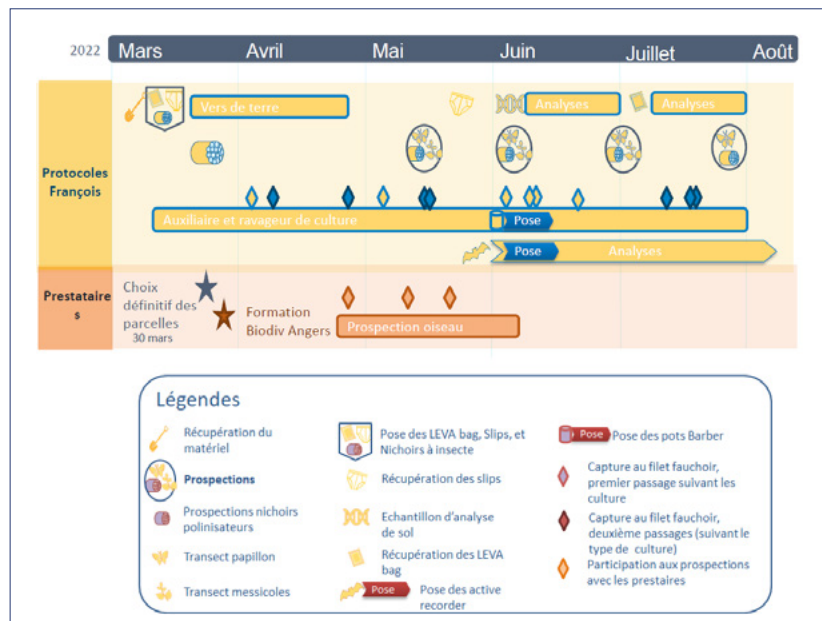 2022 Mars Avril Mai Juin Juillet Août
Protocoles
François
Vers de terre
Analyses
Analyses
Auxiliaire et ravageur de culture
Pose
Pose
Analyses
Prestataire
s
Choix
définitif des
parcelles
30 mars
Formation
Biodiv Angers
Prospection oiseau
Légendes
Récupération du
matériel
Prospections
Prospections nichoirs
polinisateurs
Transect papillon
Transect messicoles
Pose des LEVA bag, Slips, et
Nichoirs à insecte
Récupération des slips
Echantillon d'analyse
de sol
Récupération des LEVA
bag
Pose
Pose des active
recorder
Pose
Pose des pots Barber
Capture au filet fauchoir,
premier passage suivant les
culture
Capture au filet fauchoir,
deuxième passages (suivant le
type de culture)
Participation aux prospections
avec les prestaires